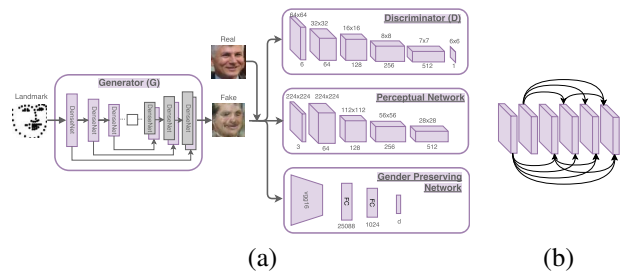 Landmark
Generator (G)
DenseNet
DenseNet
DenseNet
DenseNet
DenseNet
DenseNet
Real
Fake
64x64
32x32
16x16
8x8
7x7
6x6
Discriminator (D)
6
64
128
256
512
1
224x224
224x224
112x112
56x56
28x28
Perceptual Network
3
64
128
256
512
Gender Preserving
Network
vgg16
FC
FC
25088
1024
d
(a)
(b)